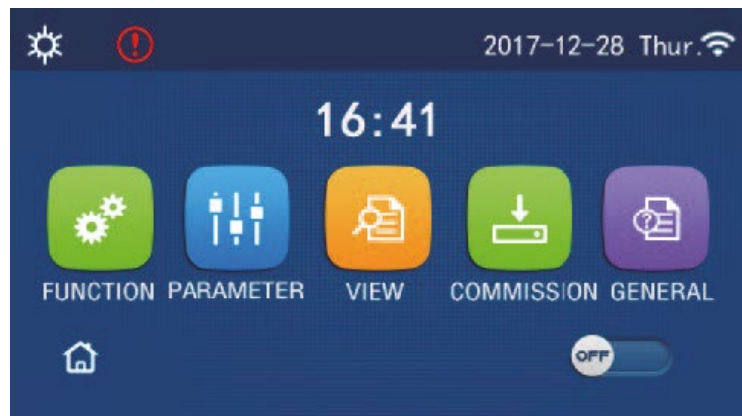 2017-12-28 Thur.
16:41
FUNCTION PARAMETER VIEW COMMISSION GENERAL
OFF